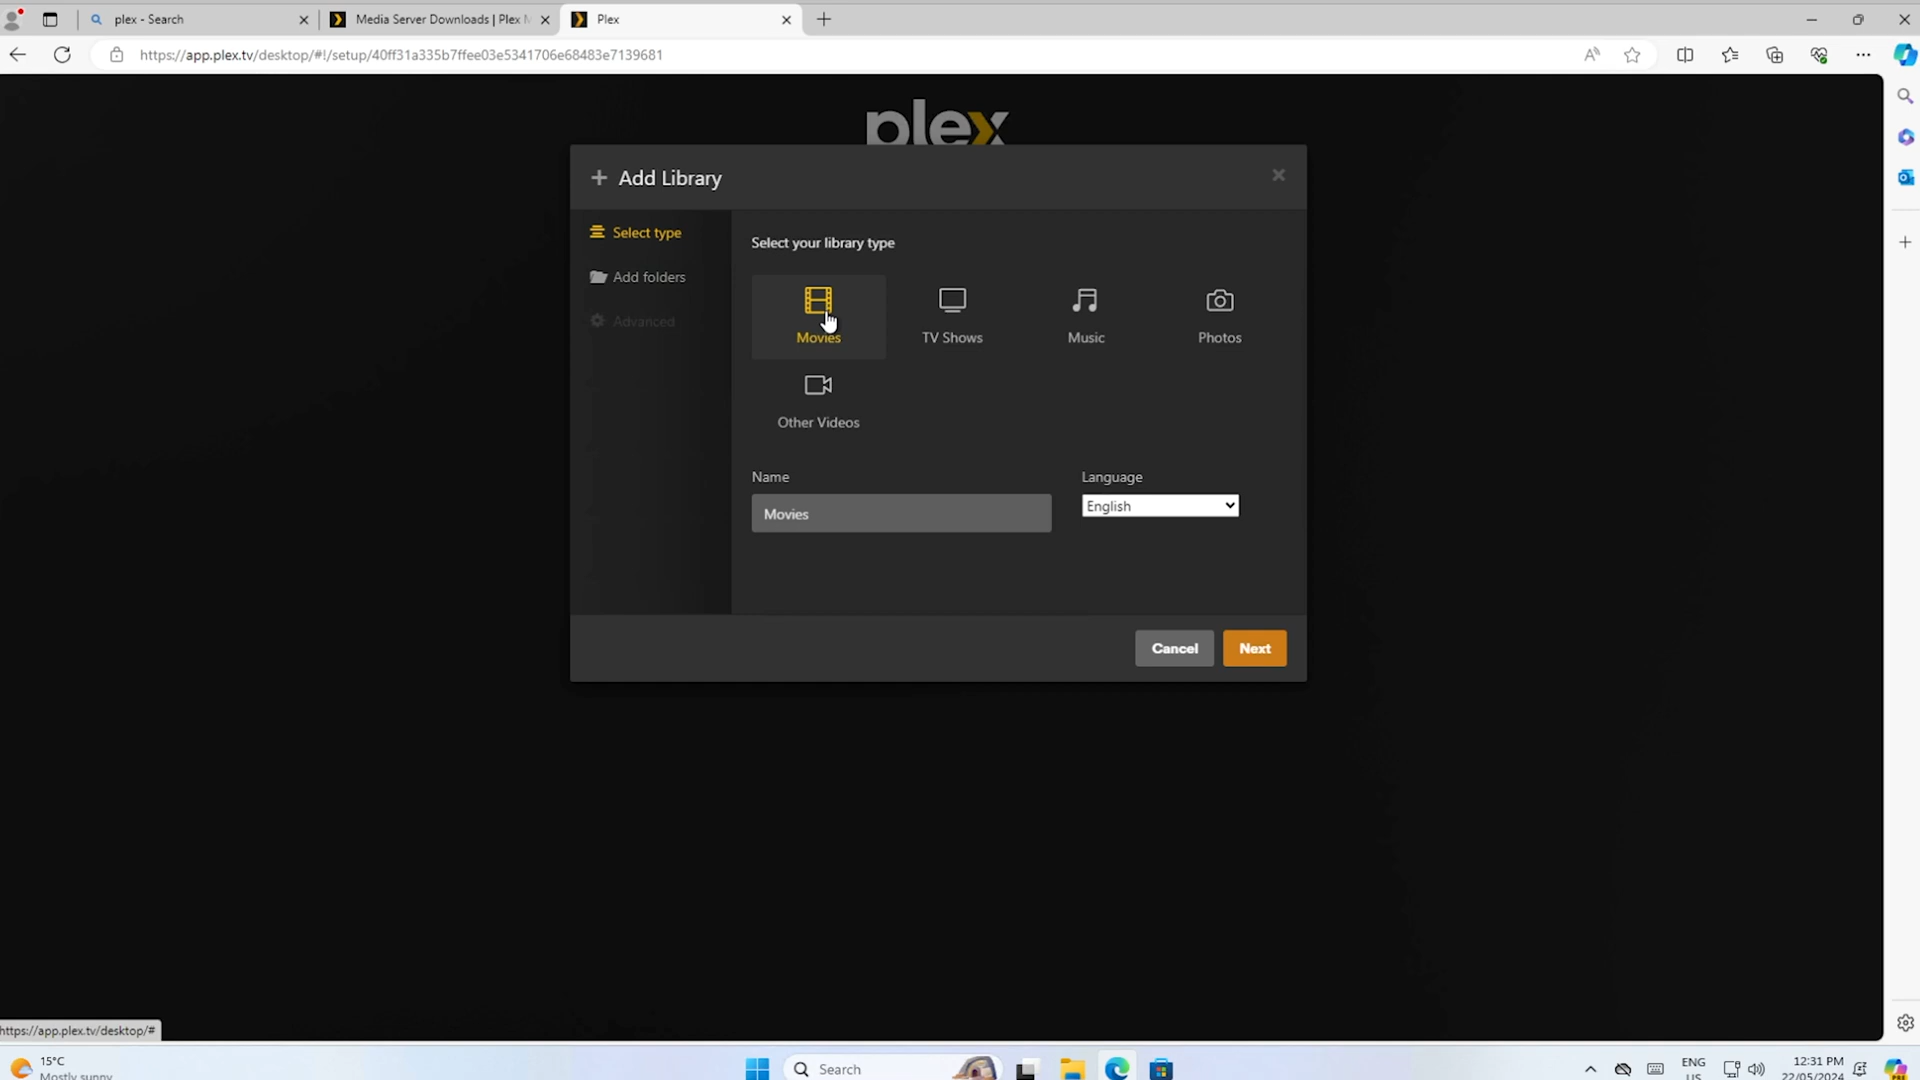 plex - Search
Media Server Downloads | Plex
Plex
https://app.plex.tv/desktop/#!/setup/40ff31a335b7ffee03e5341706e68483e7139681
plex
+ Add Library
Select type
Add folders
Advanced
Select your library type
Movies
TV Shows
Music
Photos
Other Videos
Name
Language
Movies
English
Cancel
Next
https://app.plex.tv/desktop/#
15°C
Mostly sunny
Search
ENG
US
12:31 PM
22/05/2024